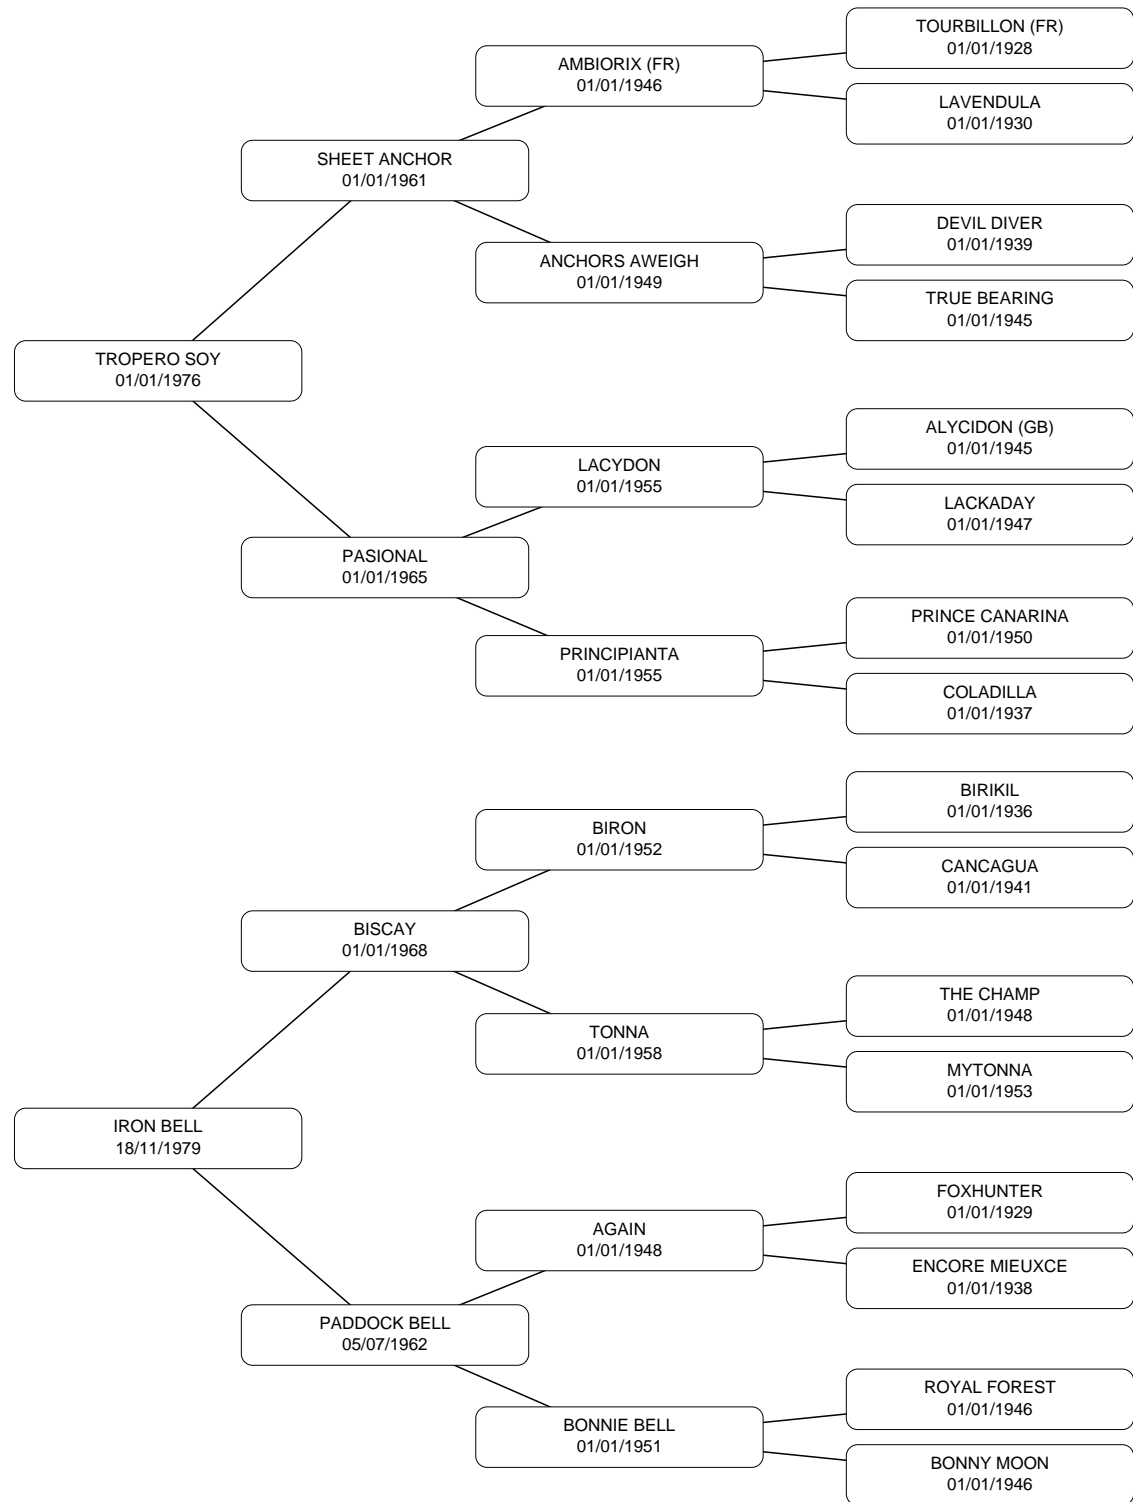 TOURBILLON (FR)
01/01/1928
AMBIORIX (FR)
01/01/1946
LAVENDULA
01/01/1930
SHEET ANCHOR
01/01/1961
DEVIL DIVER
01/01/1939
ANCHORS AWEIGH
01/01/1949
TRUE BEARING
01/01/1945
TROPERO SOY
01/01/1976
ALYCIDON (GB)
01/01/1945
LACYDON
01/01/1955
LACKADAY
01/01/1947
PASIONAL
01/01/1965
PRINCE CANARINA
01/01/1950
PRINCIPIANTA
01/01/1955
COLADILLA
01/01/1937
BIRIKIL
01/01/1936
BIRON
01/01/1952
CANCAGUA
01/01/1941
BISCAY
01/01/1968
THE CHAMP
01/01/1948
TONNA
01/01/1958
MYTONNA
01/01/1953
IRON BELL
18/11/1979
FOXHUNTER
01/01/1929
AGAIN
01/01/1948
ENCORE MIEUXCE
01/01/1938
PADDOCK BELL
05/07/1962
ROYAL FOREST
01/01/1946
BONNIE BELL
01/01/1951
BONNY MOON
01/01/1946